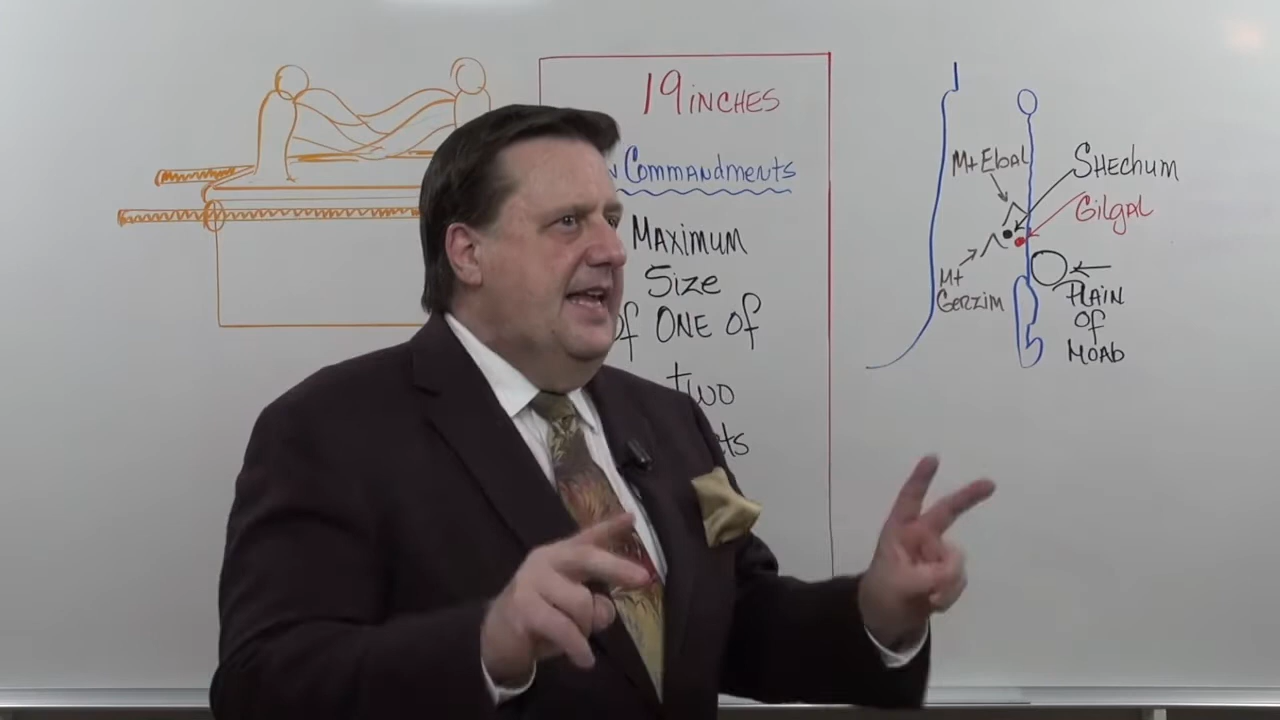 19 INCHES
COMMANDMENTS
MAXIMUM
SIZE
Of ONE Of
TWO
Mt Ebal
SHECHUM
GilgAL
Mt
GERZIM
PLAIN
Of
MOAB